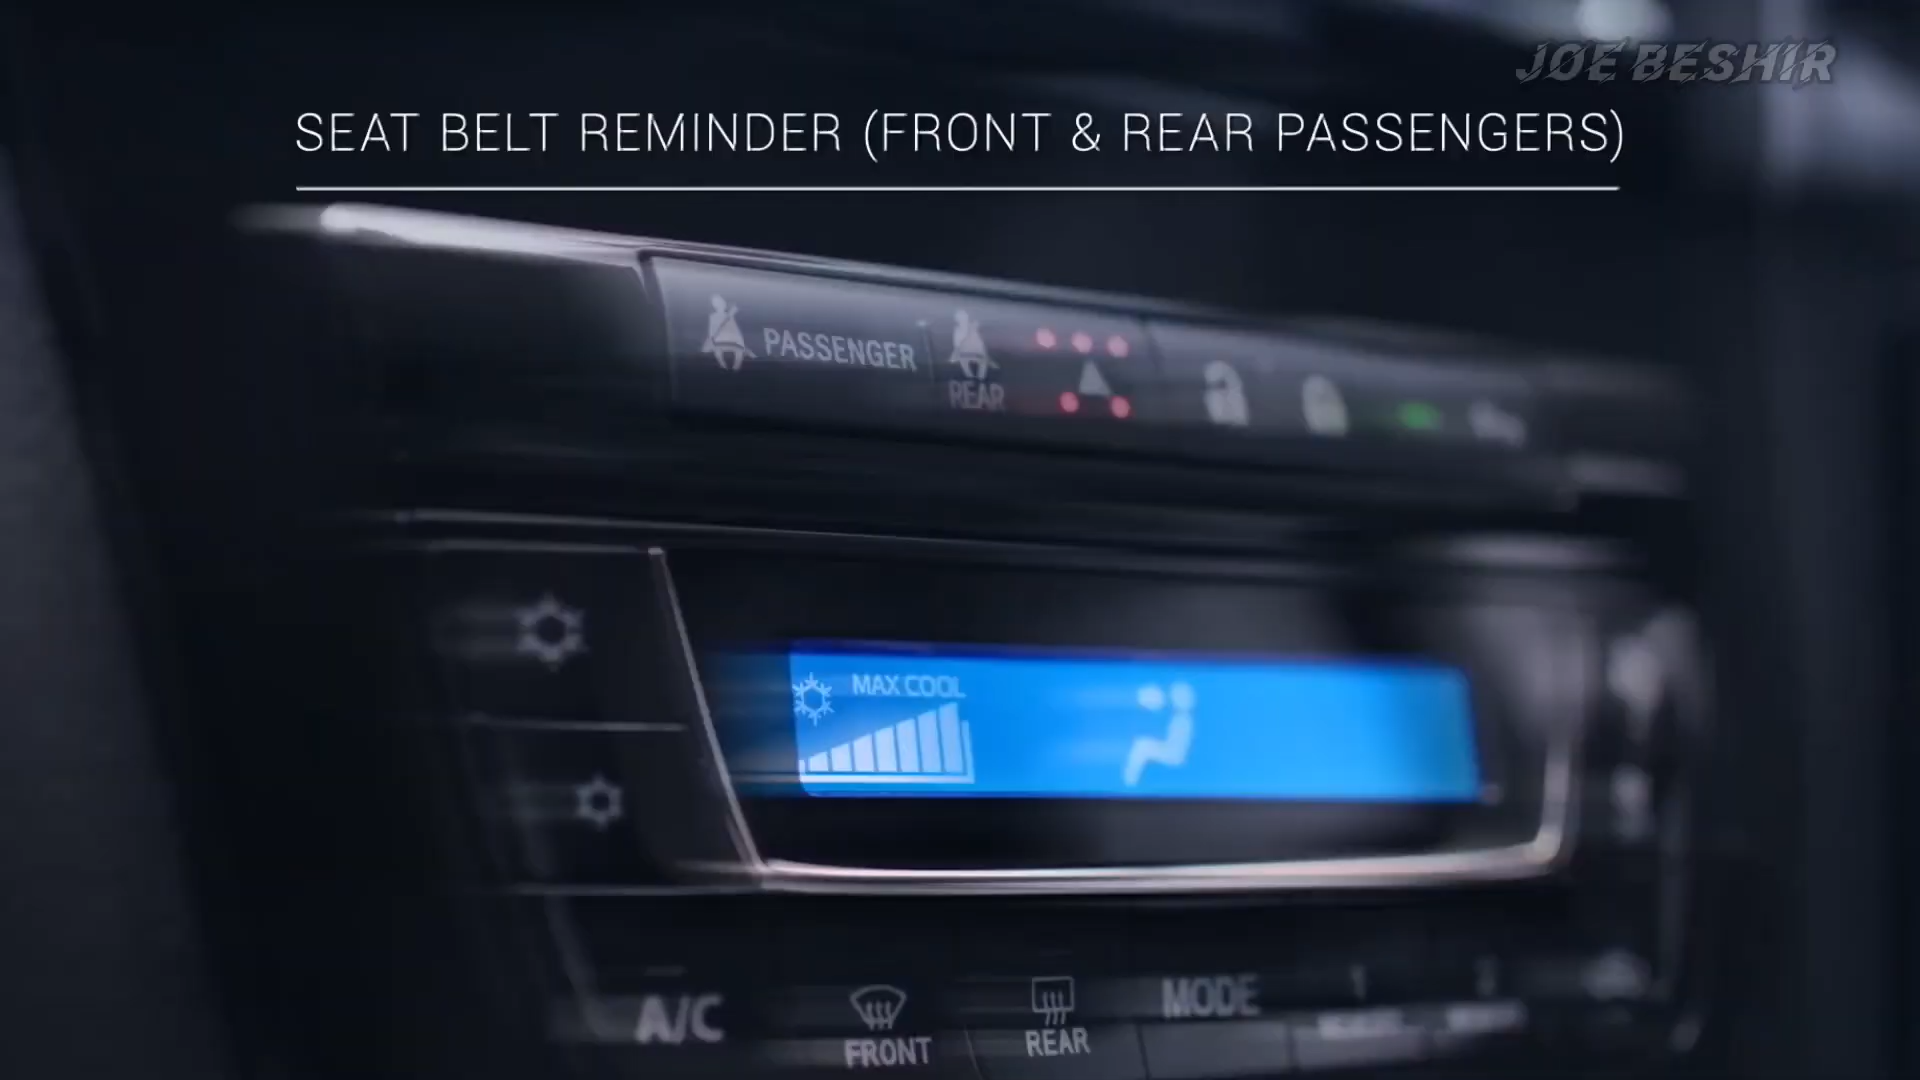 JOE BESHIR
SEAT BELT REMINDER (FRONT & REAR PASSENGERS)
PASSENGER
REAR
MAX COOL
A/C
FRONT
REAR
MODE